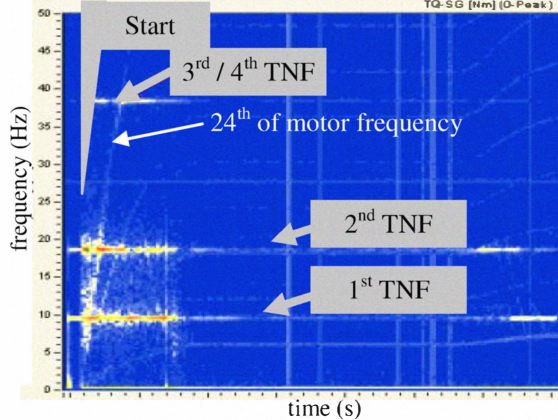 TQ-SG [Nm] (0-Peak)
Start
3rd / 4th TNF
24th of motor frequency
2nd TNF
1st TNF
frequency (Hz)
50
45
40
35
30
25
20
15
10
5
0
time (s)